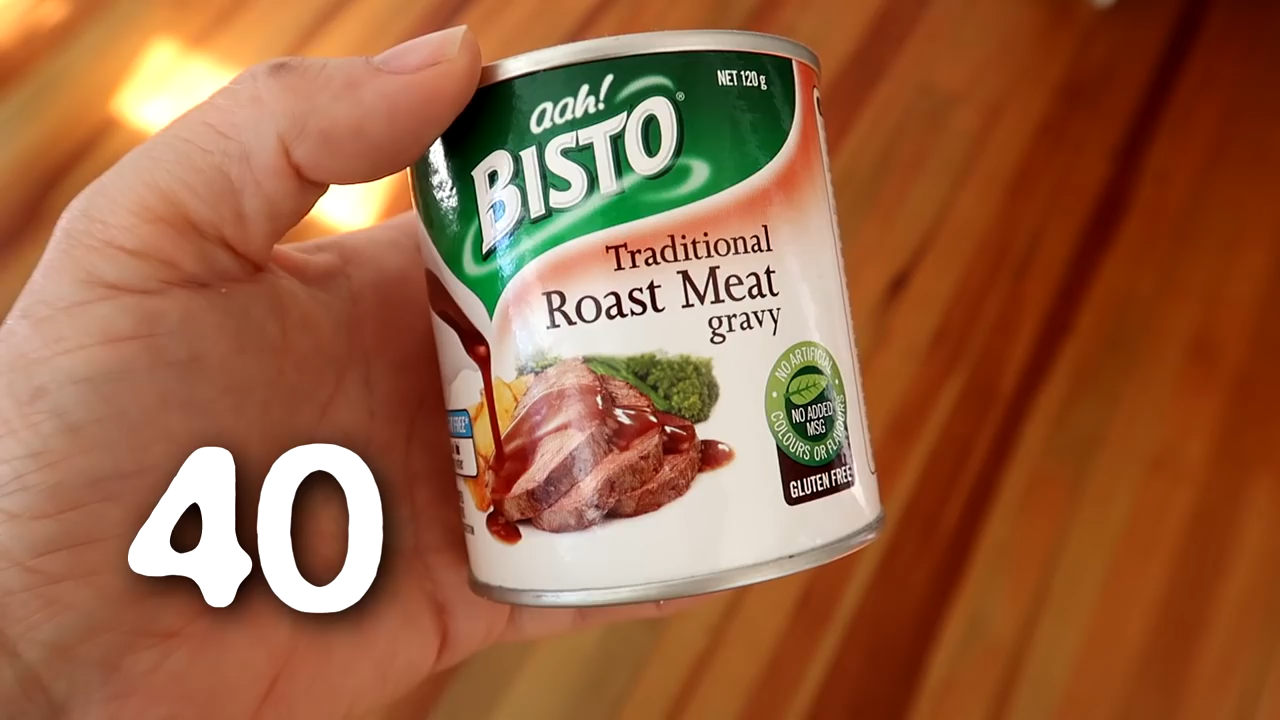 NET 120 g
aah!
BISTO®
Traditional
Roast Meat
gravy
NO ARTIFICIAL
COLOURS OR FLAVOURS
NO ADDED
MSG
GLUTEN FREE
40